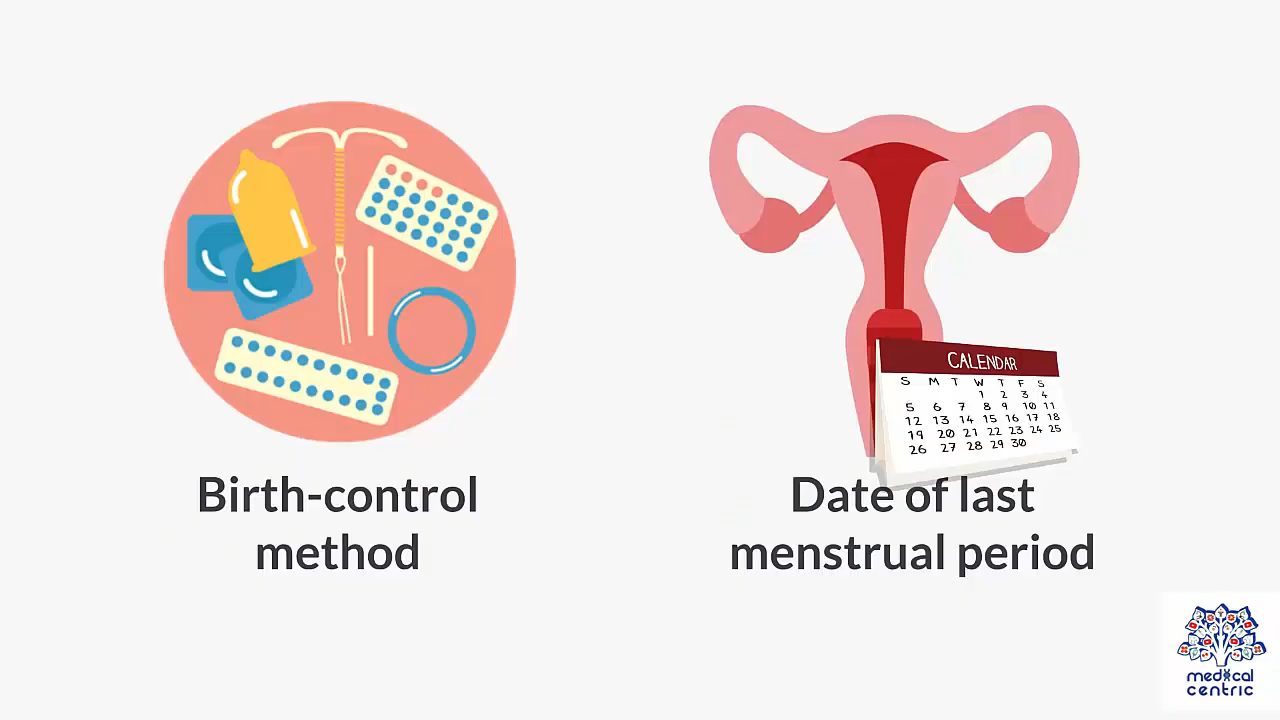 CALENDAR
S M T W T F S
1 2 3 4
5 6 7 8 9 10 11
12 13 14 15 16 17 18
19 20 21 22 23 24 25
26 27 28 29 30
Birth-control
method
Date of last
menstrual period
medical
centric